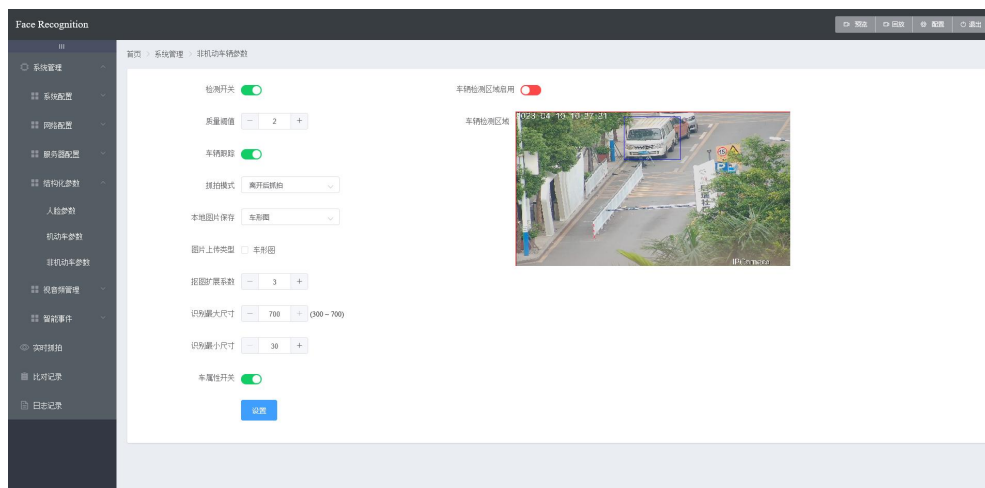 Face Recognition
预览
回放
配置
退出
系统管理
系统配置
网络配置
服务器配置
结构化参数
人脸参数
机动车参数
非机动车参数
视音频管理
智能事件
实时抓拍
比对记录
日志记录
首页 > 系统管理 > 非机动车辆参数
检测开关
质量阈值 − 2 +
车辆跟踪
抓拍模式 离开后抓拍
本地图片保存 车形图
图片上传类型 车形图
抠图扩展系数 − 3 +
识别最大尺寸 − 700 + (300 ~ 700)
识别最小尺寸 − 30 +
车属性开关
设置
车辆检测区域启用
车辆检测区域
2023-04-19 10:27:21
IPCamera